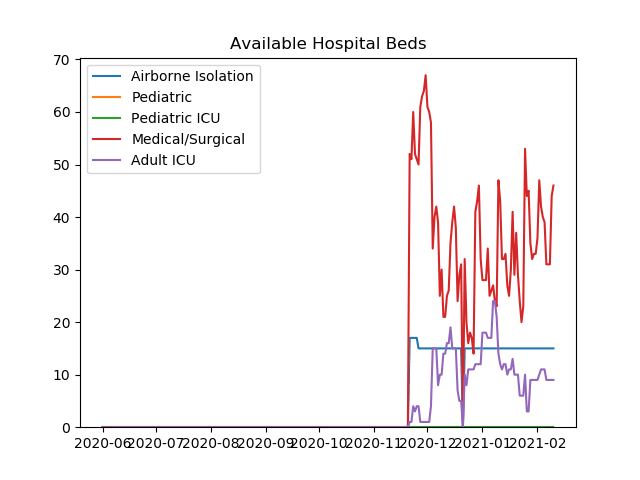 Available Hospital Beds
70
60
50
40
30
20
10
0
Airborne Isolation
Pediatric
Pediatric ICU
Medical/Surgical
Adult ICU
2020-06 2020-07 2020-08 2020-09 2020-10 2020-11 2020-12 2021-01 2021-02